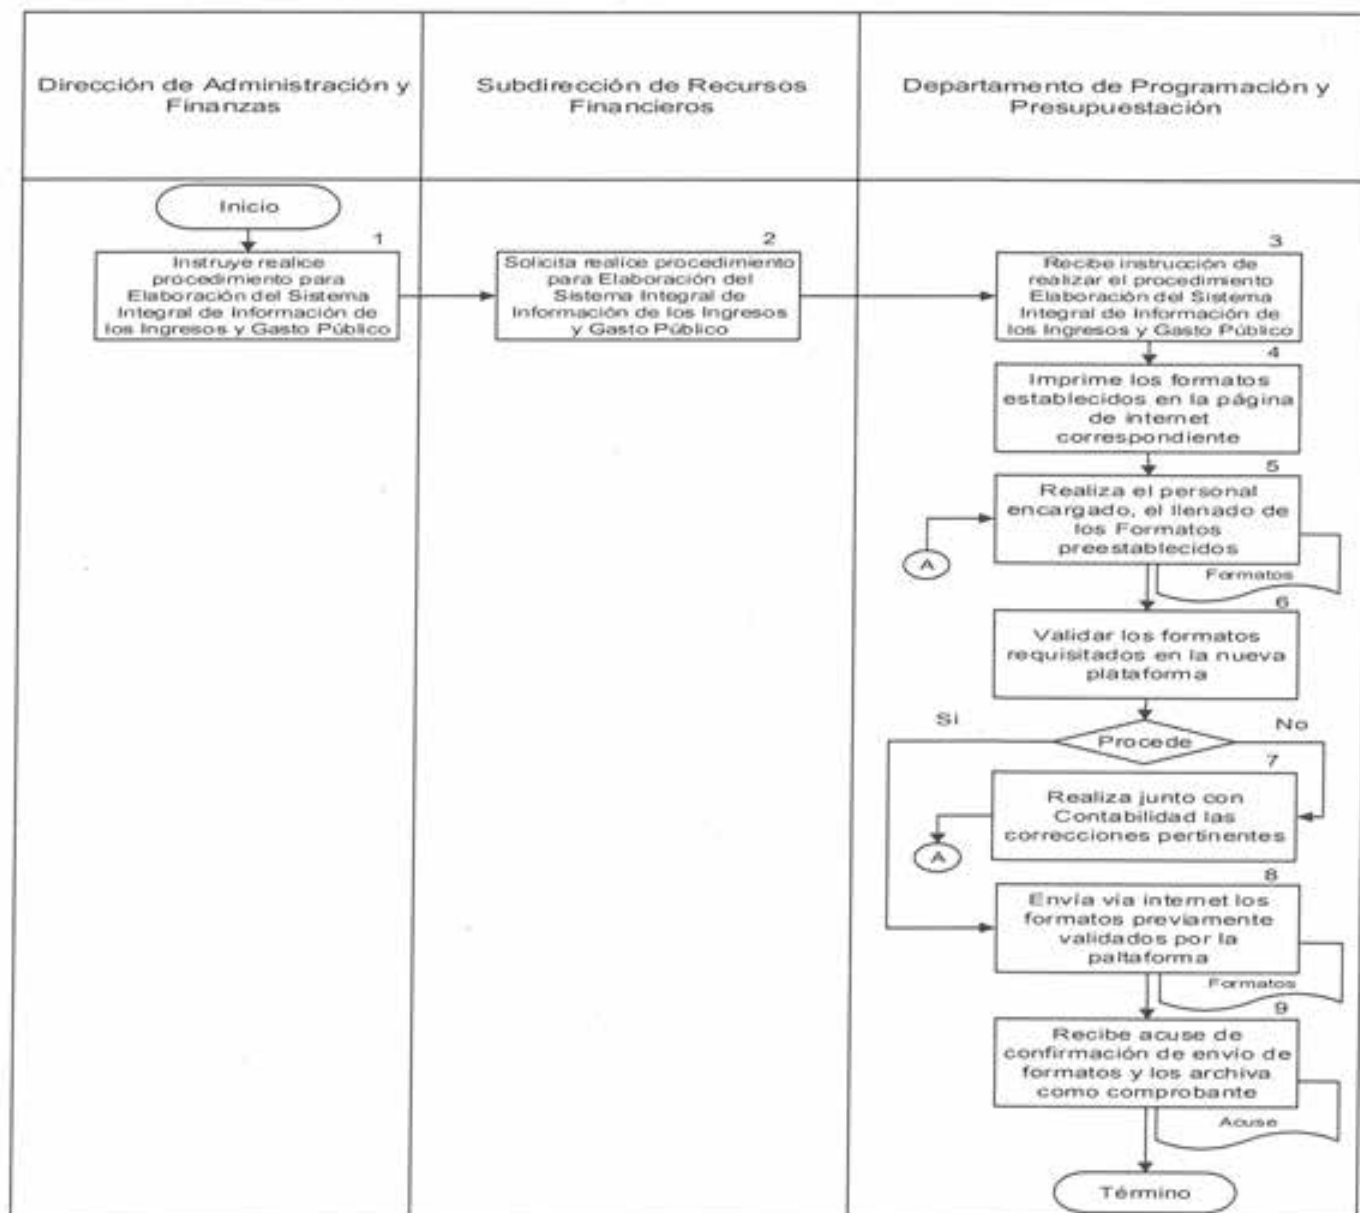 Dirección de Administración y
Finanzas
Subdirección de Recursos
Financieros
Departamento de Programación y
Presupuestación
Inicio
1
Instruye realice
procedimiento para
Elaboración del Sistema
Integral de Información de
los Ingresos y Gasto Público
2
Solicita realice procedimiento
para Elaboración del
Sistema Integral de
Información de los Ingresos
y Gasto Público
3
Recibe instrucción de
realizar el procedimiento
Elaboración del Sistema
Integral de Información de
los Ingresos y Gasto Público
4
Imprime los formatos
establecidos en la página
de internet
correspondiente
5
Realiza el personal
encargado, el llenado de
los Formatos
preestablecidos
A
Formatos
6
Validar los formatos
requisitados en la nueva
plataforma
Si
No
Procede
7
Realiza junto con
Contabilidad las
correcciones pertinentes
A
8
Envía vía internet los
formatos previamente
validados por la
paltaforma
Formatos
9
Recibe acuse de
confirmación de envío de
formatos y los archiva
como comprobante
Acuse
Término